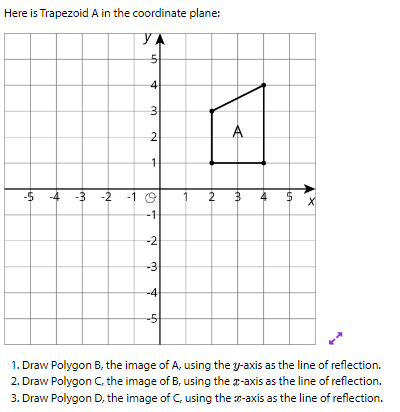 Here is Trapezoid A in the coordinate plane:
y
5
4
3
A
2
1
-5 -4 -3 -2 -1 O 1 2 3 4 5 x
-1
-2
-3
-4
-5
1. Draw Polygon B, the image of A, using the y-axis as the line of reflection.
2. Draw Polygon C, the image of B, using the x-axis as the line of reflection.
3. Draw Polygon D, the image of C, using the x-axis as the line of reflection.